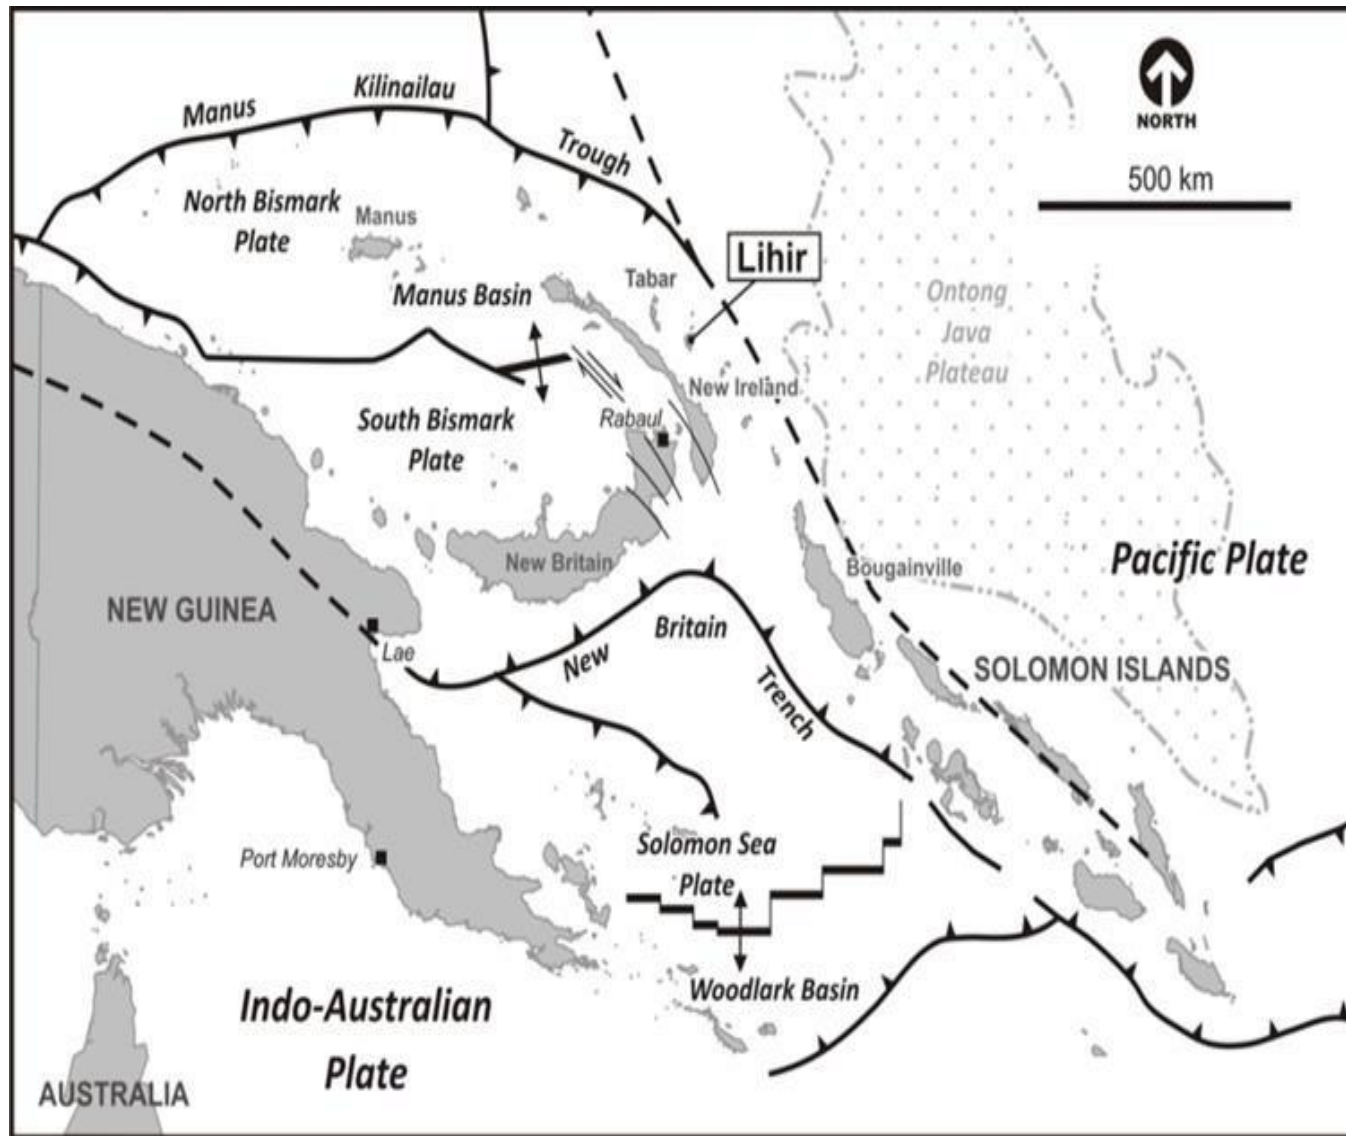 NORTH
500 km
Manus
Kilinailau
Trough
North Bismark
Plate
Manus
Lihir
Tabar
Manus Basin
Ontong
Java
Plateau
New Ireland
Rabaul
South Bismark
Plate
New Britain
Bougainville
Pacific Plate
NEW GUINEA
Lae
New
Britain
Trench
SOLOMON ISLANDS
Port Moresby
Solomon Sea
Plate
Woodlark Basin
Indo-Australian
Plate
AUSTRALIA